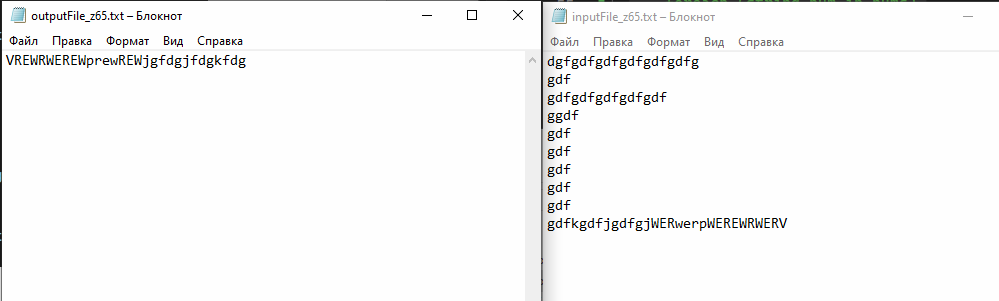 outputFile_z65.txt – Блокнот
Файл Правка Формат Вид Справка
VREWRWEREWprewREWjgfdgjfdgkfdg
inputFile_z65.txt – Блокнот
Файл Правка Формат Вид Справка
dgfgdfgdfgdfgdfgdfg
gdf
gdfgdfgdfgdfgdf
ggdf
gdf
gdf
gdf
gdf
gdf
gdfkgdfjgdfgjWERwerpWEREWRWERV